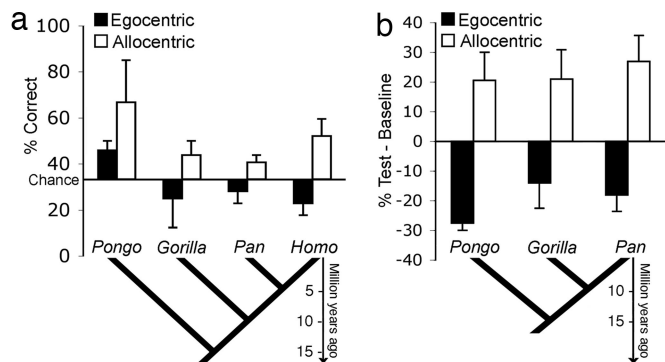 a
Egocentric
Allocentric
% Correct
100
80
60
40
Chance
20
0
Pongo Gorilla Pan Homo
5
10
15
Million years ago
b
Egocentric
Allocentric
% Test - Baseline
40
30
20
10
0
-10
-20
-30
-40
Pongo Gorilla Pan
5
10
15
Million years ago